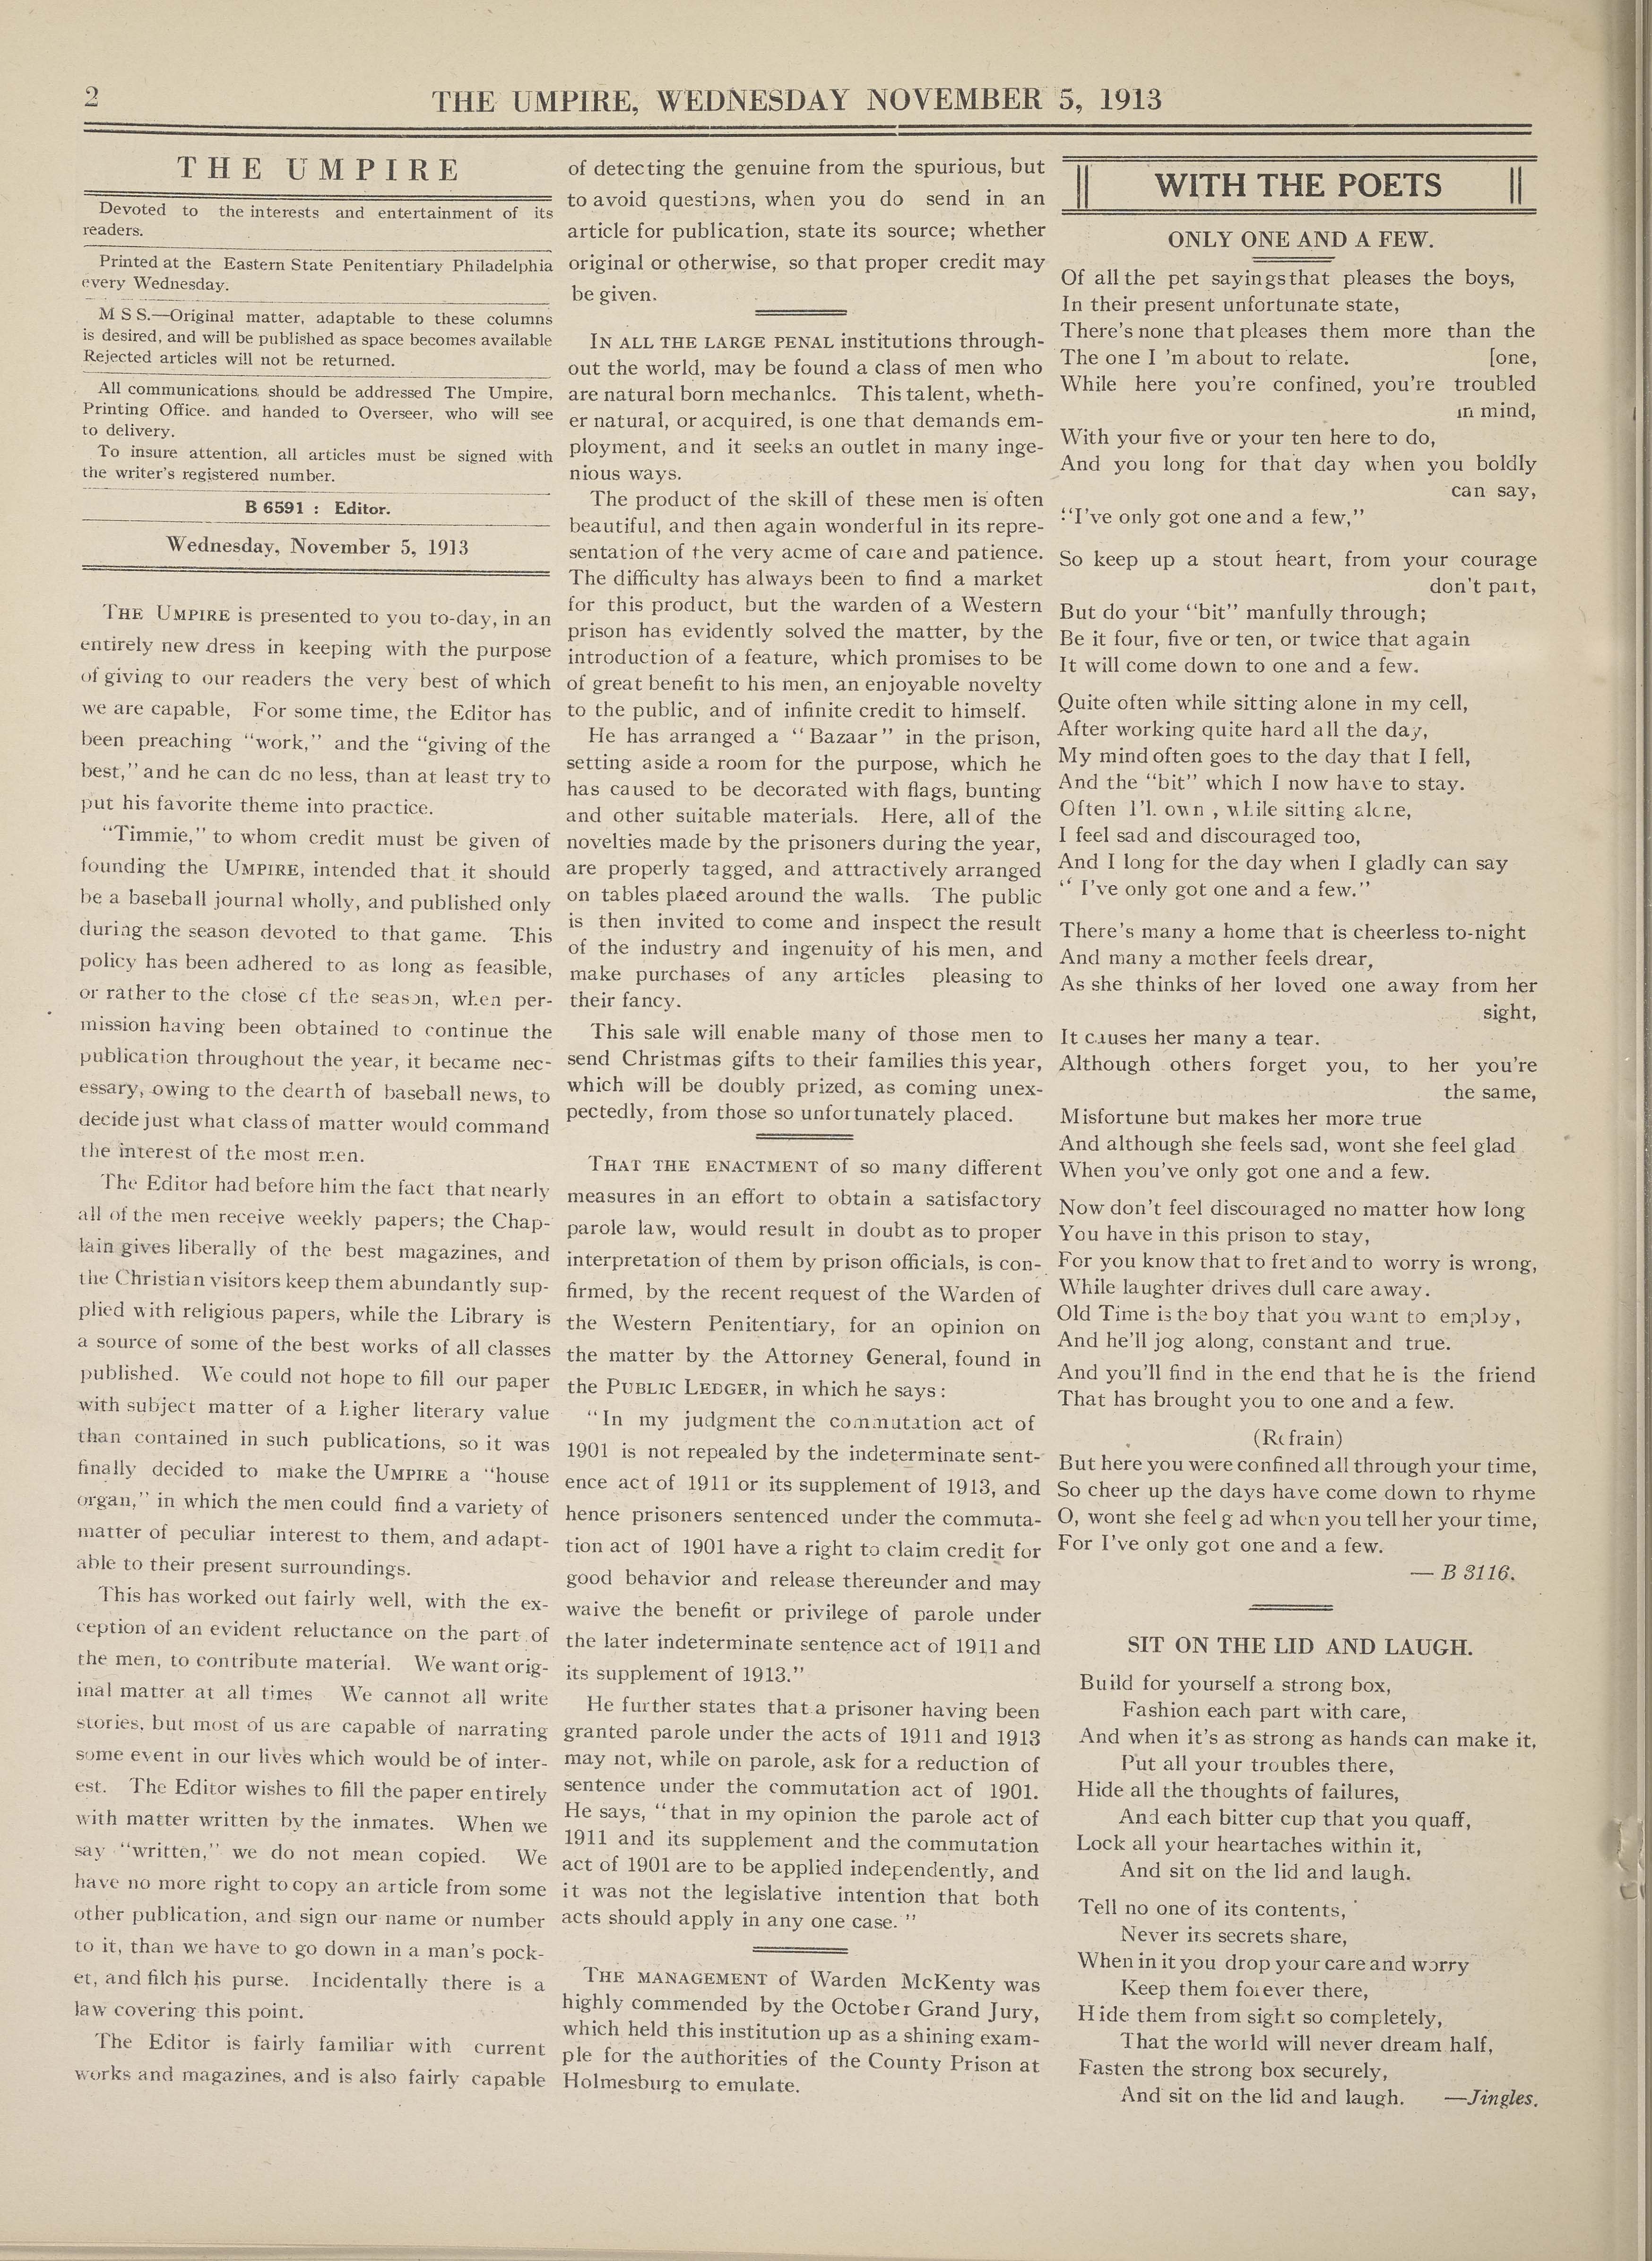 2
THE UMPIRE, WEDNESDAY NOVEMBER 5, 1913
THE UMPIRE
Devoted to the interests and entertainment of its
readers.
Printed at the Eastern State Penitentiary Philadelphia
every Wednesday.
M S S.—Original matter, adaptable to these columns
is desired, and will be published as space becomes available
Rejected articles will not be returned.
All communications should be addressed The Umpire,
Printing Office. and handed to Overseer, who will see
to delivery.
To insure attention, all articles must be signed with
the writer's registered number.
B 6591 : Editor.
Wednesday, November 5, 1913
THE UMPIRE is presented to you to-day, in an
entirely new dress in keeping with the purpose
of giving to our readers the very best of which
we are capable, For some time, the Editor has
been preaching "work," and the "giving of the
best," and he can do no less, than at least try to
put his favorite theme into practice.
"Timmie," to whom credit must be given of
founding the UMPIRE, intended that it should
be a baseball journal wholly, and published only
during the season devoted to that game. This
policy has been adhered to as long as feasible,
or rather to the close of the season, when per-
mission having been obtained to continue the
publication throughout the year, it became nec-
essary, owing to the dearth of baseball news, to
decide just what class of matter would command
the interest of the most men.
The Editor had before him the fact that nearly
all of the men receive weekly papers; the Chap-
lain gives liberally of the best magazines, and
the Christian visitors keep them abundantly sup-
plied with religious papers, while the Library is
a source of some of the best works of all classes
published. We could not hope to fill our paper
with subject matter of a higher literary value
than contained in such publications, so it was
finally decided to make the UMPIRE a "house
organ," in which the men could find a variety of
matter of peculiar interest to them, and adapt-
able to their present surroundings.
This has worked out fairly well, with the ex-
ception of an evident reluctance on the part of
the men, to contribute material. We want orig-
inal matter at all times We cannot all write
stories, but most of us are capable of narrating
some event in our lives which would be of inter-
est. The Editor wishes to fill the paper entirely
with matter written by the inmates. When we
say "written," we do not mean copied. We
have no more right to copy an article from some
other publication, and sign our name or number
to it, than we have to go down in a man's pock-
et, and filch his purse. Incidentally there is a
law covering this point.
The Editor is fairly familiar with current
works and magazines, and is also fairly capable
of detecting the genuine from the spurious, but
to avoid questions, when you do send in an
article for publication, state its source; whether
original or otherwise, so that proper credit may
be given.
IN ALL THE LARGE PENAL institutions through-
out the world, may be found a class of men who
are natural born mechanics. This talent, wheth-
er natural, or acquired, is one that demands em-
ployment, and it seeks an outlet in many inge-
nious ways.
The product of the skill of these men is often
beautiful, and then again wonderful in its repre-
sentation of the very acme of care and patience.
The difficulty has always been to find a market
for this product, but the warden of a Western
prison has evidently solved the matter, by the
introduction of a feature, which promises to be
of great benefit to his men, an enjoyable novelty
to the public, and of infinite credit to himself.
He has arranged a "Bazaar" in the prison,
setting aside a room for the purpose, which he
has caused to be decorated with flags, bunting
and other suitable materials. Here, all of the
novelties made by the prisoners during the year,
are properly tagged, and attractively arranged
on tables placed around the walls. The public
is then invited to come and inspect the result
of the industry and ingenuity of his men, and
make purchases of any articles pleasing to
their fancy.
This sale will enable many of those men to
send Christmas gifts to their families this year,
which will be doubly prized, as coming unex-
pectedly, from those so unfortunately placed.
THAT THE ENACTMENT of so many different
measures in an effort to obtain a satisfactory
parole law, would result in doubt as to proper
interpretation of them by prison officials, is con-
firmed, by the recent request of the Warden of
the Western Penitentiary, for an opinion on
the matter by the Attorney General, found in
the PUBLIC LEDGER, in which he says:
"In my judgment the commutation act of
1901 is not repealed by the indeterminate sent-
ence act of 1911 or its supplement of 1913, and
hence prisoners sentenced under the commuta-
tion act of 1901 have a right to claim credit for
good behavior and release thereunder and may
waive the benefit or privilege of parole under
the later indeterminate sentence act of 1911 and
its supplement of 1913."
He further states that a prisoner having been
granted parole under the acts of 1911 and 1913
may not, while on parole, ask for a reduction of
sentence under the commutation act of 1901.
He says, "that in my opinion the parole act of
1911 and its supplement and the commutation
act of 1901 are to be applied independently, and
it was not the legislative intention that both
acts should apply in any one case. "
THE MANAGEMENT of Warden McKenty was
highly commended by the October Grand Jury,
which held this institution up as a shining exam-
ple for the authorities of the County Prison at
Holmesburg to emulate.
WITH THE POETS
ONLY ONE AND A FEW.
Of all the pet sayings that pleases the boys,
In their present unfortunate state,
There's none that pleases them more than the
The one I 'm about to relate. [one,
While here you're confined, you're troubled
in mind,
With your five or your ten here to do,
And you long for that day when you boldly
can say,
"I've only got one and a few,"
So keep up a stout heart, from your courage
don't part,
But do your "bit" manfully through;
Be it four, five or ten, or twice that again
It will come down to one and a few.
Quite often while sitting alone in my cell,
After working quite hard all the day,
My mind often goes to the day that I fell,
And the "bit" which I now have to stay.
Often I'l. own , while sitting alone,
I feel sad and discouraged too,
And I long for the day when I gladly can say
" I've only got one and a few."
There's many a home that is cheerless to-night
And many a mother feels drear,
As she thinks of her loved one away from her
sight,
It causes her many a tear.
Although others forget you, to her you're
the same,
Misfortune but makes her more true
And although she feels sad, wont she feel glad
When you've only got one and a few.
Now don't feel discouraged no matter how long
You have in this prison to stay,
For you know that to fret and to worry is wrong,
While laughter drives dull care away.
Old Time is the boy that you want to employ,
And he'll jog along, constant and true.
And you'll find in the end that he is the friend
That has brought you to one and a few.
(Refrain)
But here you were confined all through your time,
So cheer up the days have come down to rhyme
O, wont she feel g ad when you tell her your time,
For I've only got one and a few.
— B 3116.
SIT ON THE LID AND LAUGH.
Build for yourself a strong box,
Fashion each part with care,
And when it's as strong as hands can make it,
Put all your troubles there,
Hide all the thoughts of failures,
And each bitter cup that you quaff,
Lock all your heartaches within it,
And sit on the lid and laugh.
Tell no one of its contents,
Never its secrets share,
When in it you drop your care and worry
Keep them forever there,
Hide them from sight so completely,
That the world will never dream half,
Fasten the strong box securely,
And sit on the lid and laugh. —Jingles.